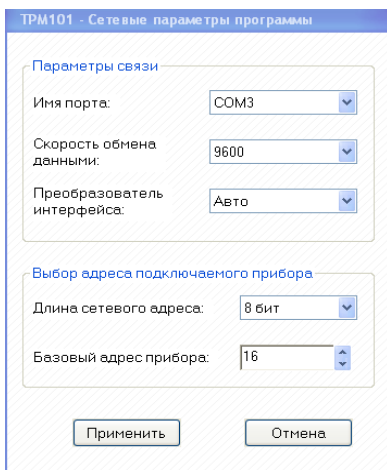 ТРМ101 - Сетевые параметры программы
Параметры связи
Имя порта: COM3
Скорость обмена
данными: 9600
Преобразователь
интерфейса: Авто
Выбор адреса подключаемого прибора
Длина сетевого адреса: 8 бит
Базовый адрес прибора: 16
Применить Отмена